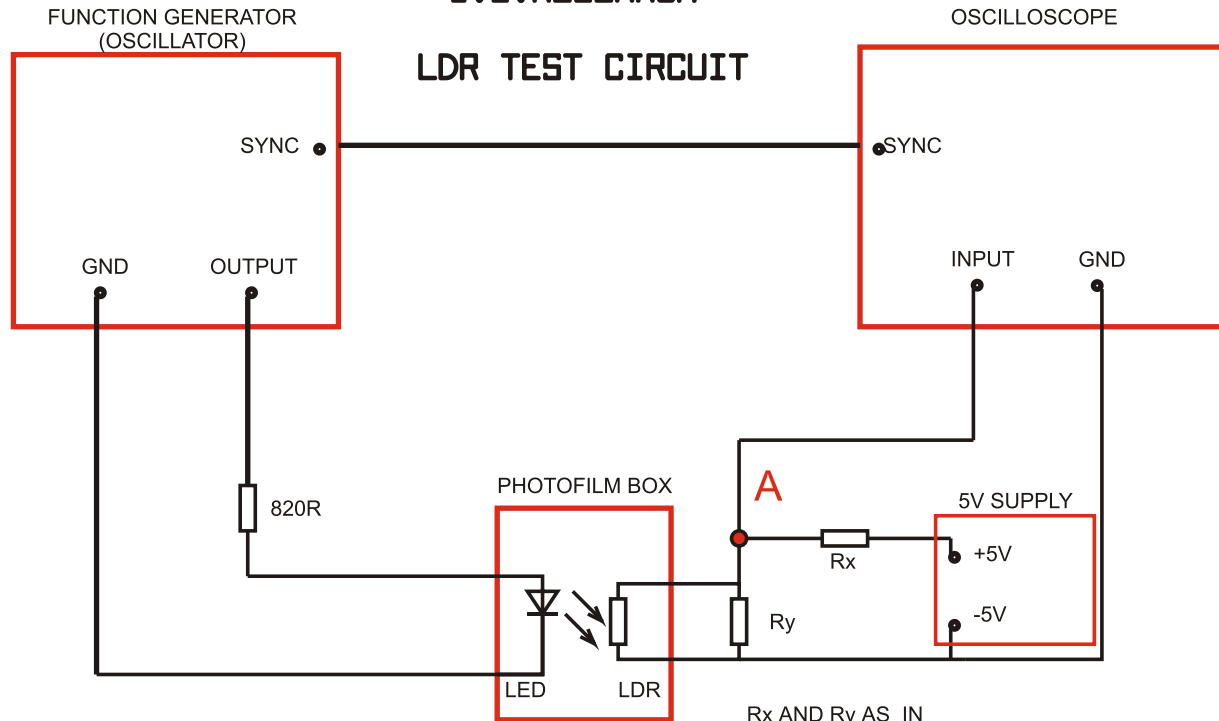 FUNCTION GENERATOR
(OSCILLATOR)
OSCILLOSCOPE
LDR TEST CIRCUIT
SYNC
SYNC
GND
OUTPUT
INPUT
GND
820R
PHOTOFILM BOX
A
5V SUPPLY
+5V
Rx
-5V
Ry
LED
LDR
Rx AND Ry AS IN